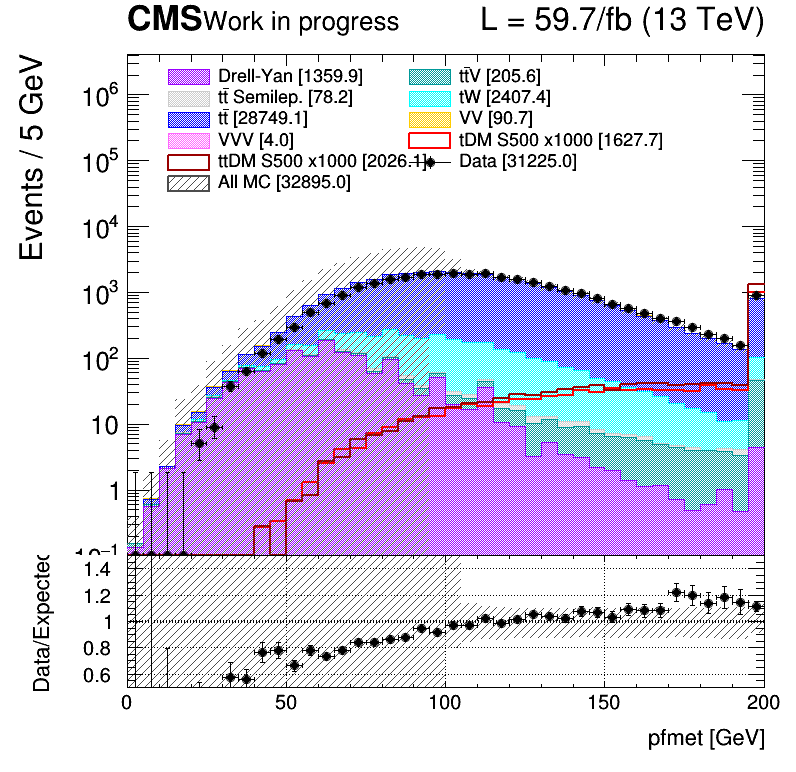 CMS Work in progress L = 59.7/fb (13 TeV)
Events / 5 GeV
Drell-Yan [1359.9] tt̄V [205.6]
tt̄ Semilep. [78.2] tW [2407.4]
tt̄ [28749.1] VV [90.7]
VVV [4.0] tDM S500 x1000 [1627.7]
ttDM S500 x1000 [2026.1] Data [31225.0]
All MC [32895.0]
10⁶
10⁵
10⁴
10³
10²
10
1
10⁻¹
Data/Expected
1.4
1.2
1
0.8
0.6
0 50 100 150 200
pfmet [GeV]